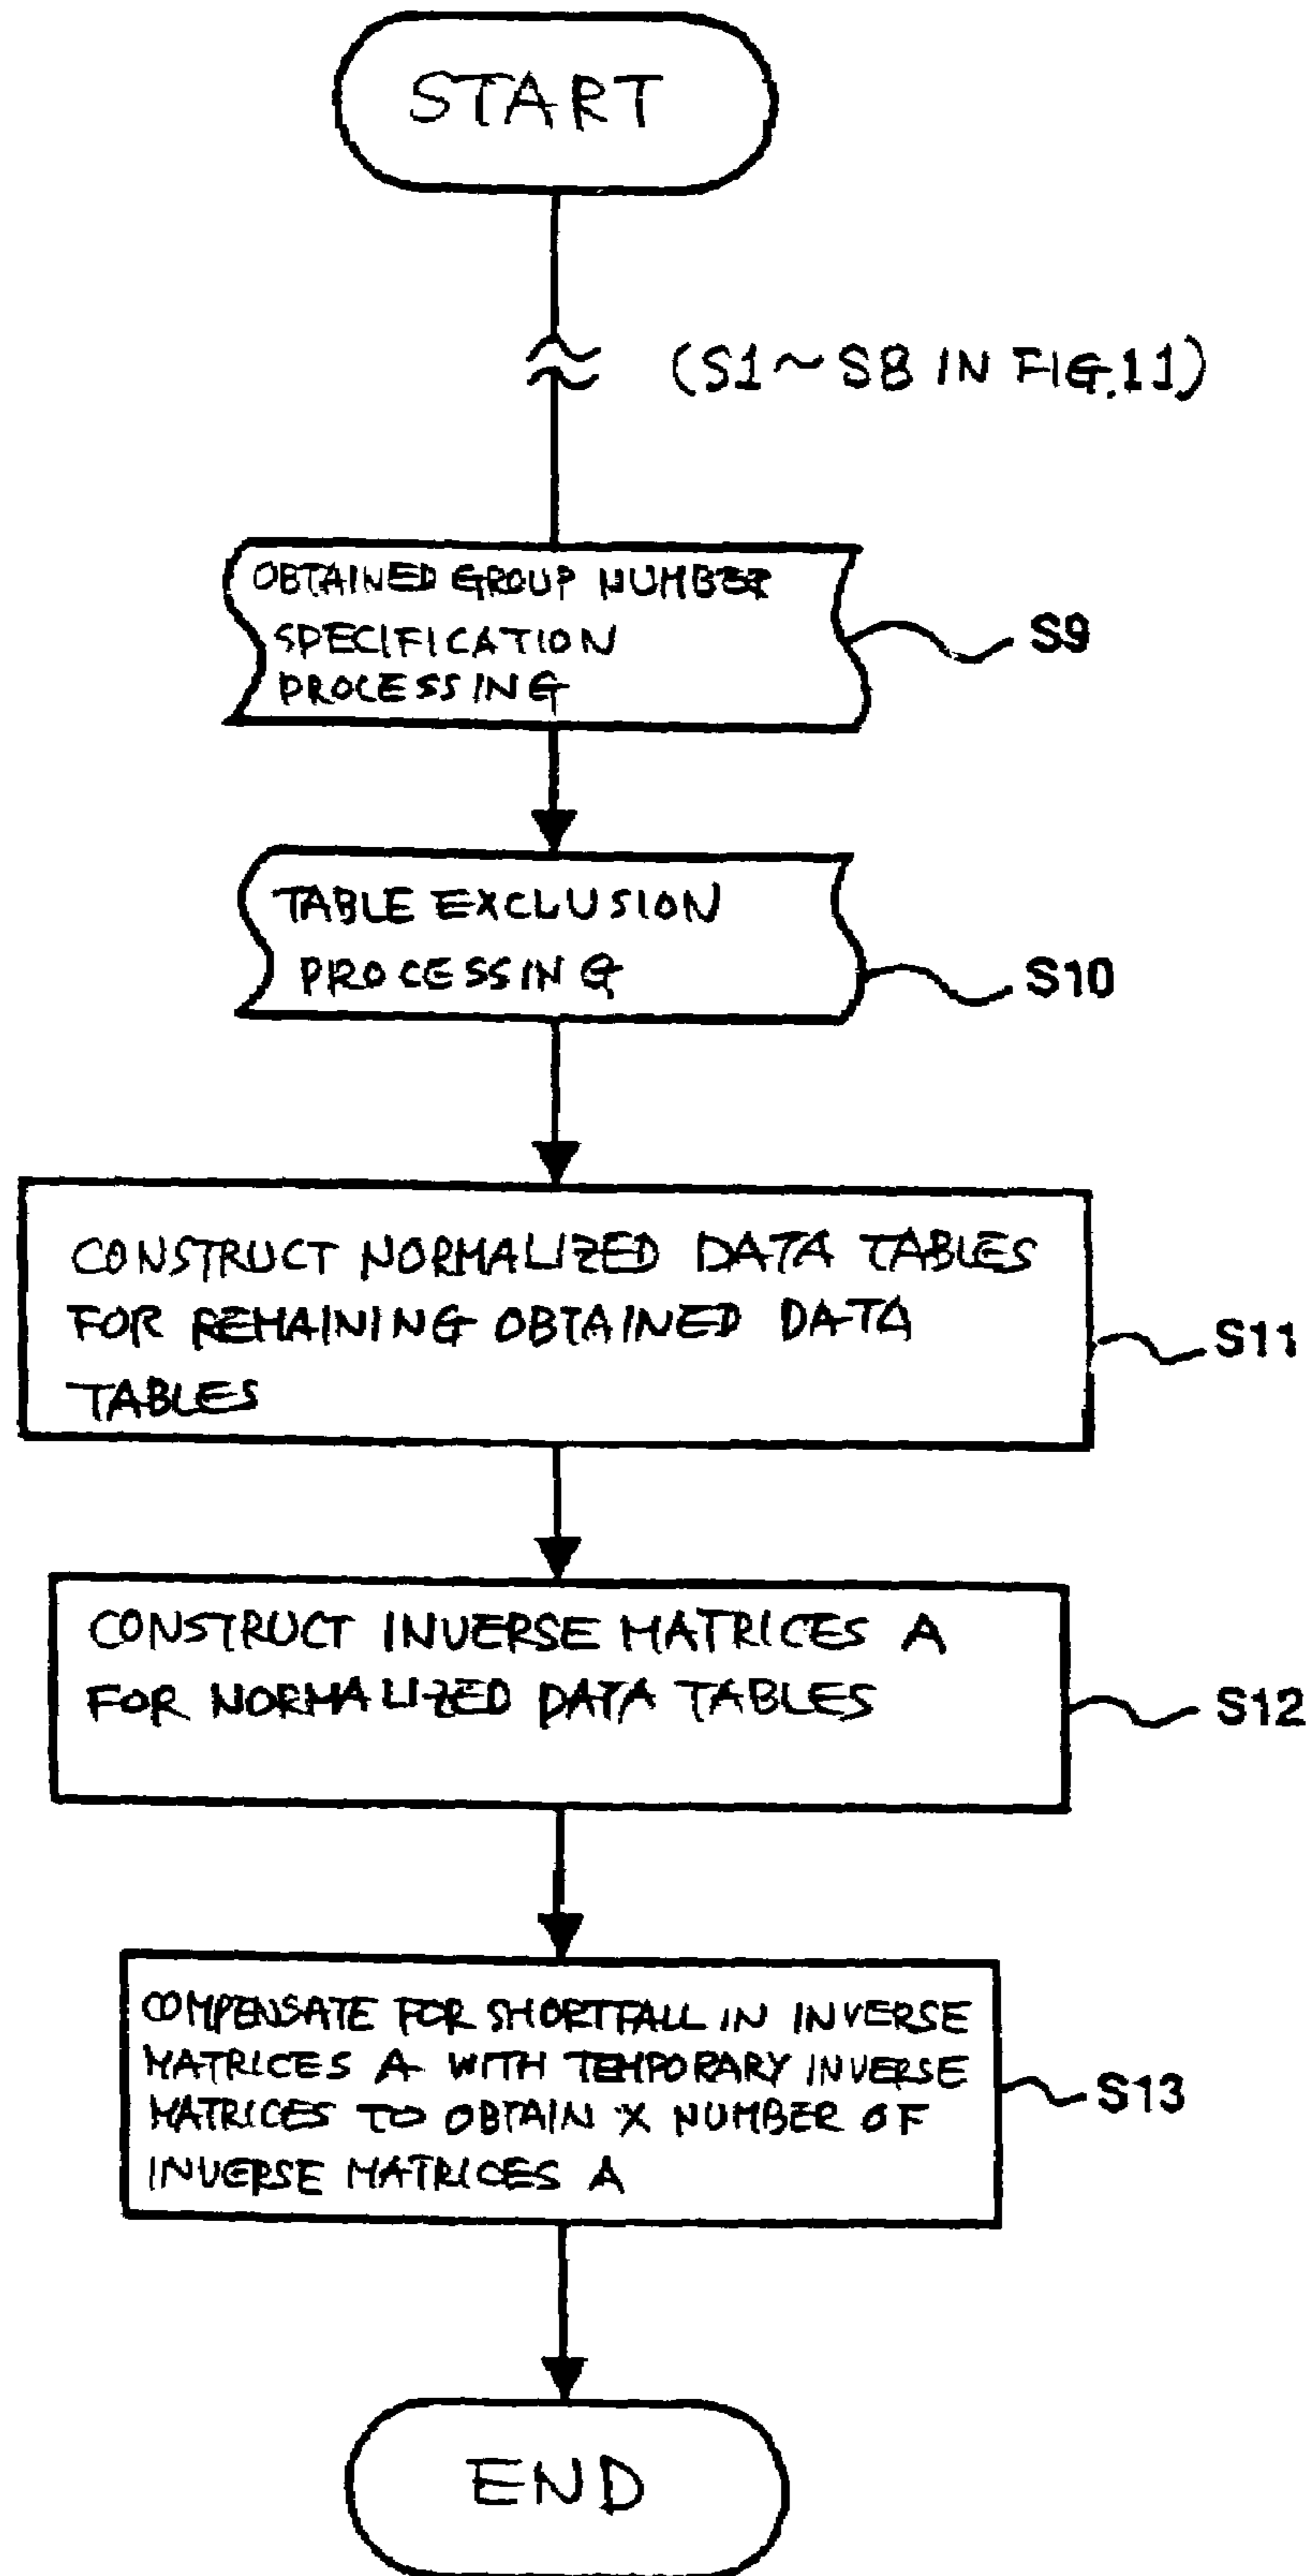 START
(S1~S8 IN FIG.11)
OBTAINED GROUP NUMBER
SPECIFICATION
PROCESSING
S9
TABLE EXCLUSION
PROCESSING
S10
CONSTRUCT NORMALIZED DATA TABLES
FOR REMAINING OBTAINED DATA
TABLES
S11
CONSTRUCT INVERSE MATRICES A
FOR NORMALIZED DATA TABLES
S12
COMPENSATE FOR SHORTFALL IN INVERSE
MATRICES A WITH TEMPORARY INVERSE
MATRICES TO OBTAIN X NUMBER OF
INVERSE MATRICES A
S13
END